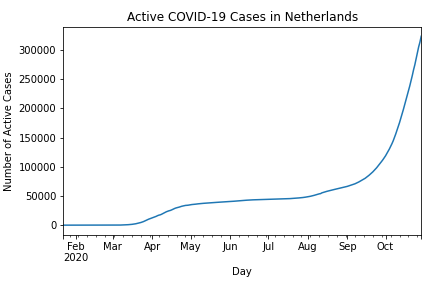 Active COVID-19 Cases in Netherlands
Number of Active Cases
300000
250000
200000
150000
100000
50000
0
Feb Mar Apr May Jun Jul Aug Sep Oct
2020
Day